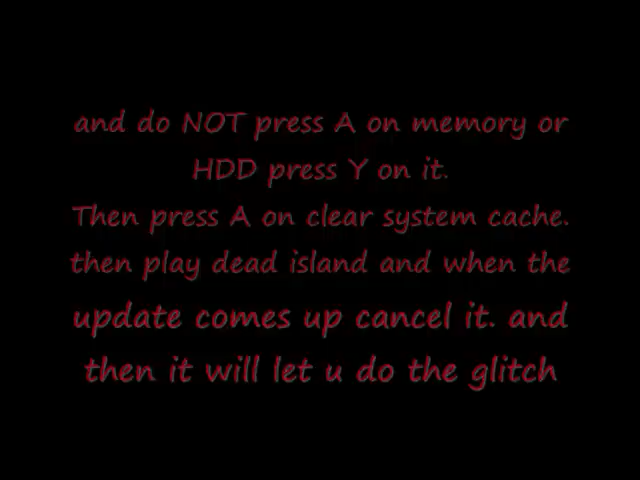 and do NOT press A on memory or
HDD press Y on it.
Then press A on clear system cache.
then play dead island and when the
update comes up cancel it. and
then it will let u do the glitch